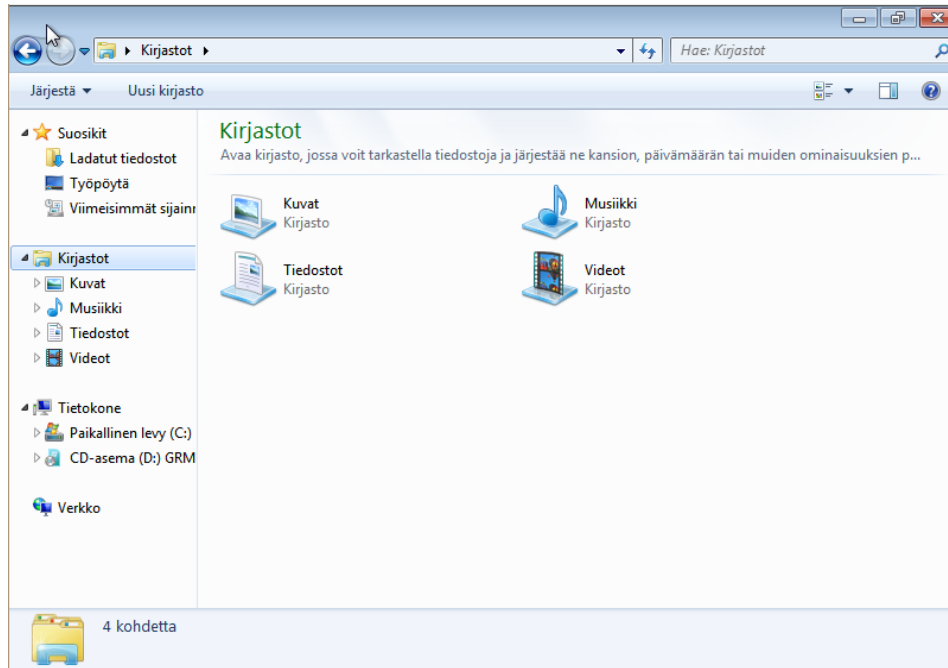 Kirjastot
Hae: Kirjastot
Järjestä
Uusi kirjasto
Suosikit
Ladatut tiedostot
Työpöytä
Viimeisimmät sijainn
Kirjastot
Kuvat
Musiikki
Tiedostot
Videot
Tietokone
Paikallinen levy (C:)
CD-asema (D:) GRM
Verkko
Kirjastot
Avaa kirjasto, jossa voit tarkastella tiedostoja ja järjestää ne kansion, päivämäärän tai muiden ominaisuuksien p...
Kuvat
Kirjasto
Musiikki
Kirjasto
Tiedostot
Kirjasto
Videot
Kirjasto
4 kohdetta